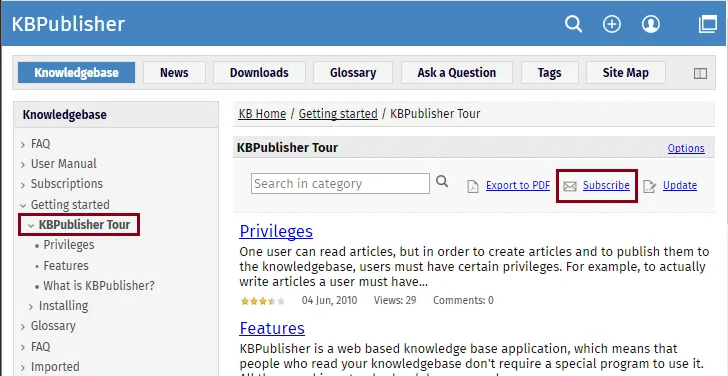 KBPublisher
Knowledgebase News Downloads Glossary Ask a Question Tags Site Map
Knowledgebase
FAQ
User Manual
Subscriptions
Getting started
KBPublisher Tour
Privileges
Features
What is KBPublisher?
Installing
Glossary
FAQ
Imported
KB Home / Getting started / KBPublisher Tour
KBPublisher Tour Options
Search in category Export to PDF Subscribe Update
Privileges
One user can read articles, but in order to create articles and to publish them to
the knowledgebase, users must have certain privileges. For example, to actually
write articles a user must have...
04 Jun, 2010 Views: 29 Comments: 0
Features
KBPublisher is a web based knowledge base application, which means that
people who read your knowledgebase don't require a special program to use it.